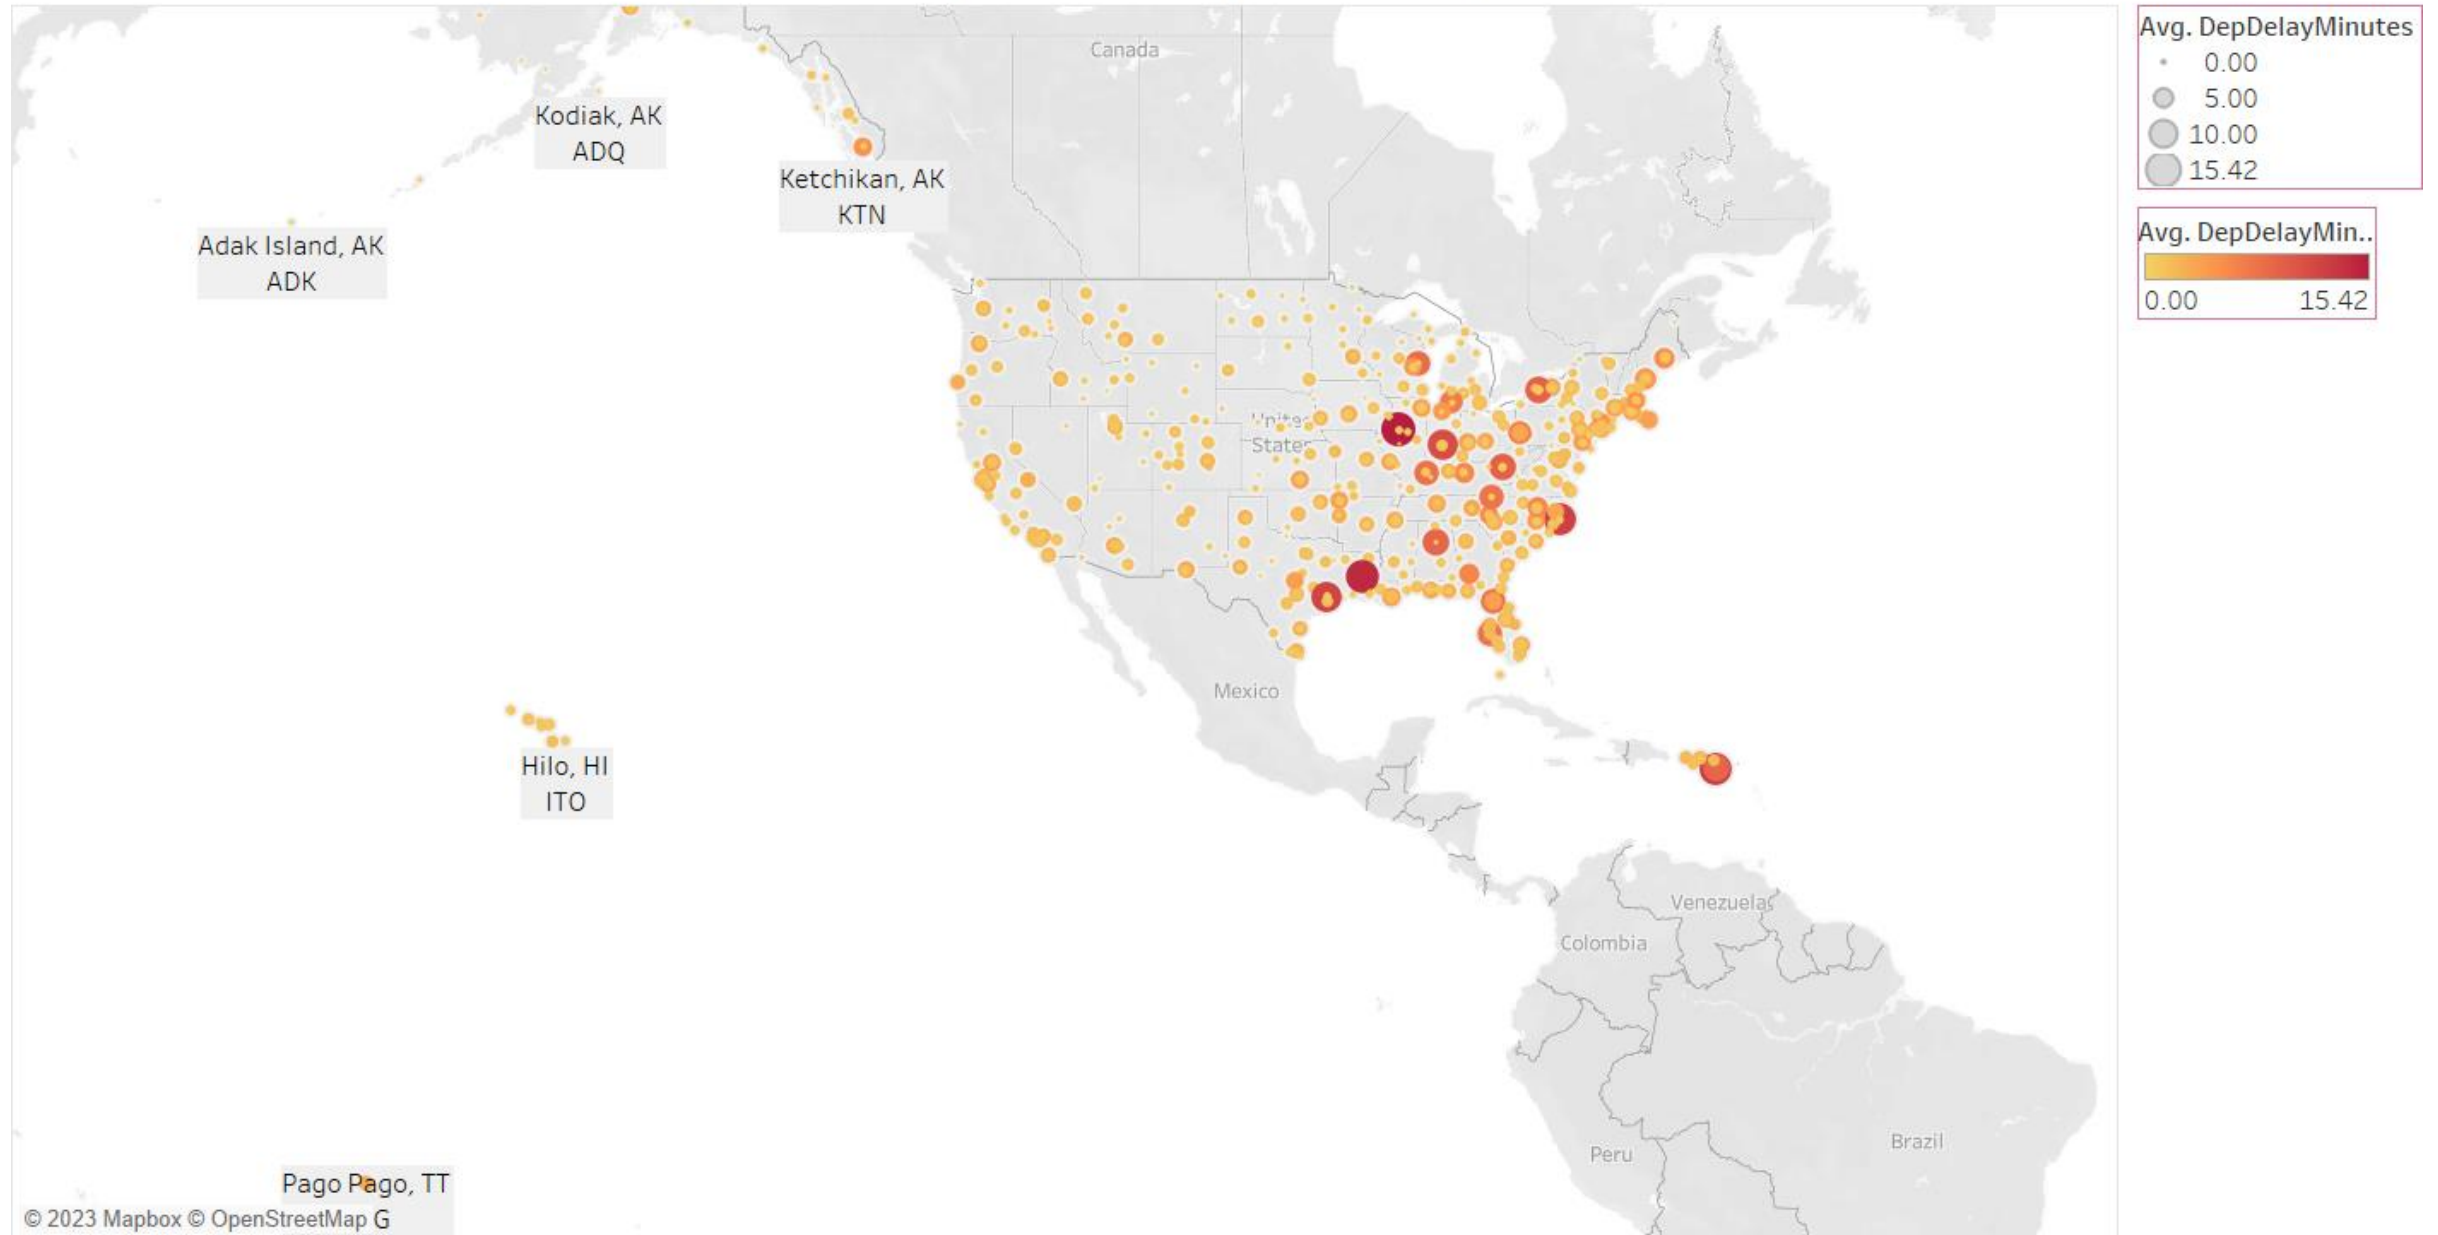 Canada
Kodiak, AK
ADQ
Ketchikan, AK
KTN
Adak Island, AK
ADK
United
States
Mexico
Hilo, HI
ITO
Venezuela
Colombia
Brazil
Peru
Pago Pago, TT
© 2023 Mapbox © OpenStreetMap G
Avg. DepDelayMinutes
0.00
5.00
10.00
15.42
Avg. DepDelayMin..
0.00 15.42